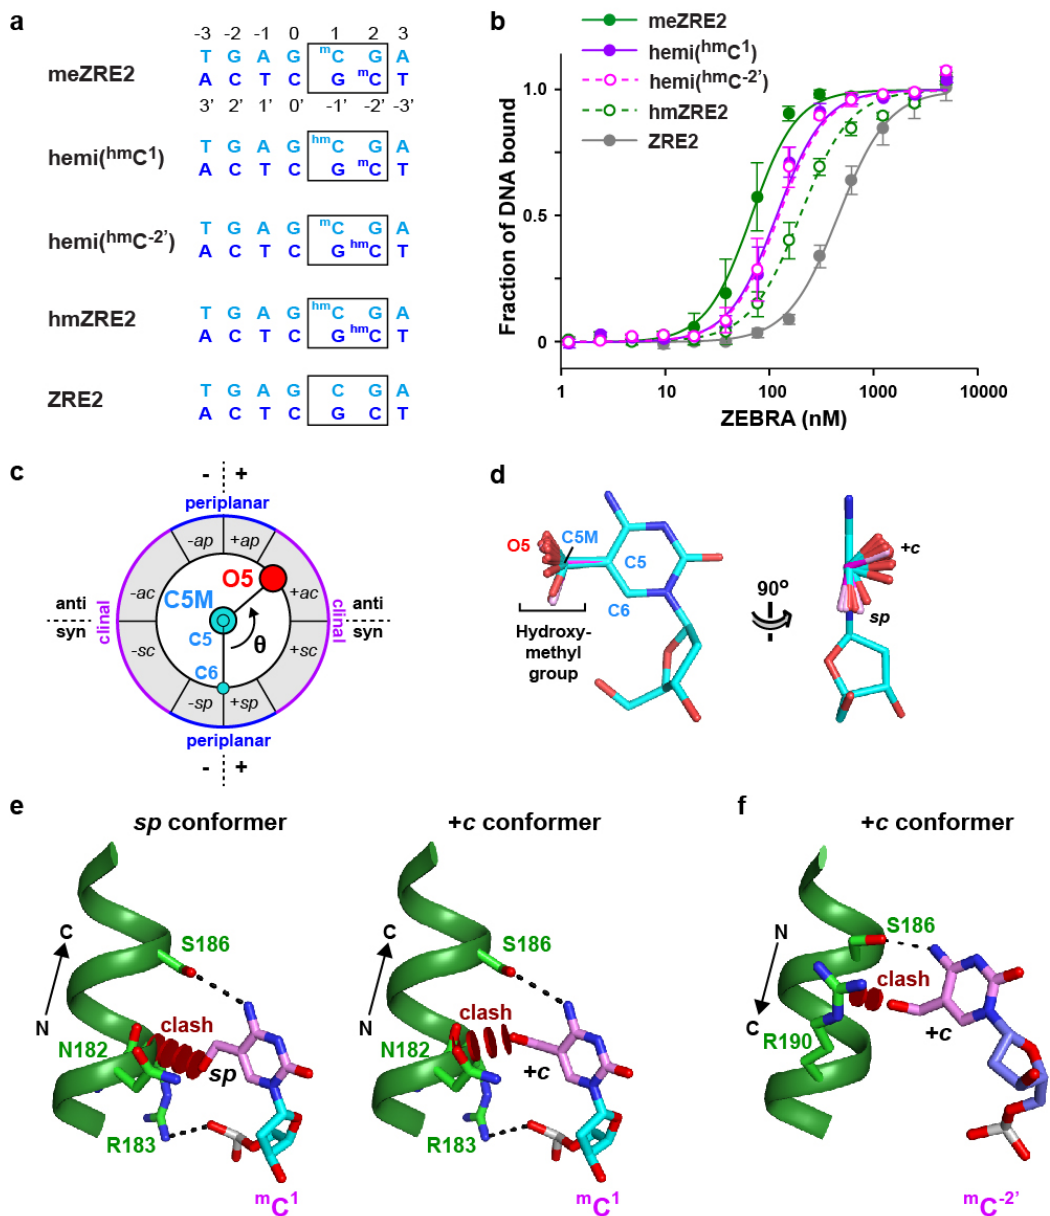 a
-3 -2 -1 0 1 2 3
meZRE2
T G A G mC G A
A C T C G mC T
3' 2' 1' 0' -1' -2' -3'
hemi(hmC1)
T G A G hmC G A
A C T C G mC T
hemi(hmC-2')
T G A G mC G A
A C T C G hmC T
hmZRE2
T G A G hmC G A
A C T C G hmC T
ZRE2
T G A G C G A
A C T C G C T
b
meZRE2
hemi(hmC1)
hemi(hmC-2')
hmZRE2
ZRE2
Fraction of DNA bound
1.0
0.5
0
1 10 100 1000 10000
ZEBRA (nM)
c
- +
periplanar
-ap +ap
-ac +ac
-sc +sc
-sp +sp
O5
C5M
C5
θ
C6
anti
syn
clinal
clinal
anti
syn
periplanar
- +
d
O5
C5M
C5
C6
Hydroxy-
methyl
group
90o
+c
sp
e
sp conformer
C
N
S186
clash
N182
sp
R183
mC1
+c conformer
C
N
S186
clash
N182
+c
R183
mC1
f
+c conformer
N
C
S186
clash
R190
+c
mC-2'